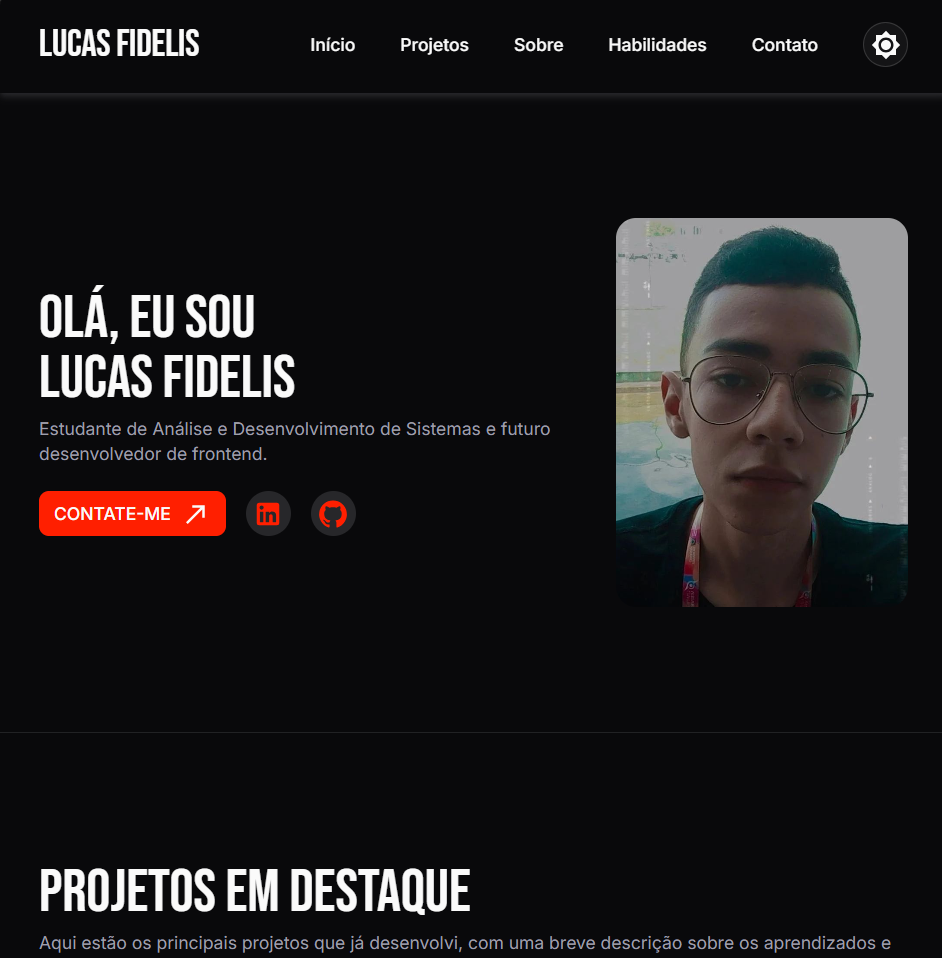 LUCAS FIDELIS
Início Projetos Sobre Habilidades Contato
OLÁ, EU SOU
LUCAS FIDELIS
Estudante de Análise e Desenvolvimento de Sistemas e futuro
desenvolvedor de frontend.
CONTATE-ME
in
PROJETOS EM DESTAQUE
Aqui estão os principais projetos que já desenvolvi, com uma breve descrição sobre os aprendizados e